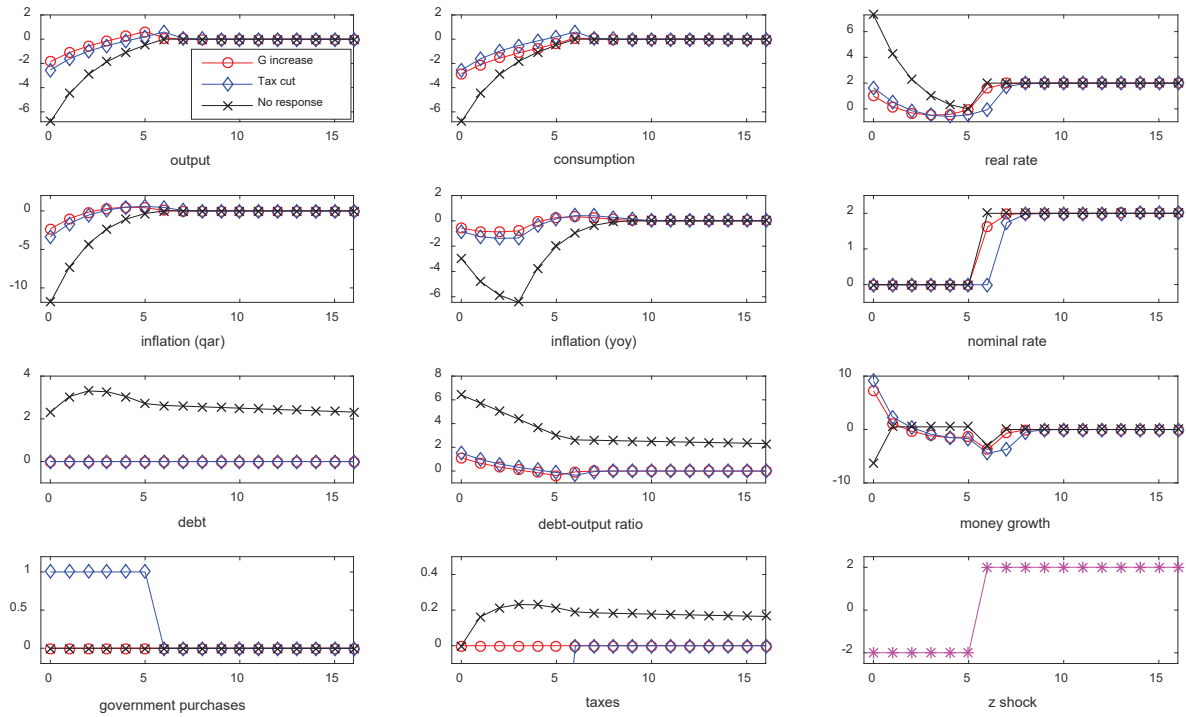 2
0
-2
-4
-6
0 5 10 15
G increase
Tax cut
No response
output
2
0
-2
-4
-6
0 5 10 15
consumption
6
4
2
0
0 5 10 15
real rate
0
-5
-10
0 5 10 15
inflation (qar)
2
0
-2
-4
-6
0 5 10 15
inflation (yoy)
2
1
0
0 5 10 15
nominal rate
4
2
0
0 5 10 15
debt
8
6
4
2
0
0 5 10 15
debt-output ratio
10
0
-10
0 5 10 15
money growth
1
0.5
0
0 5 10 15
government purchases
0.4
0.2
0
0 5 10 15
taxes
2
0
-2
0 5 10 15
z shock